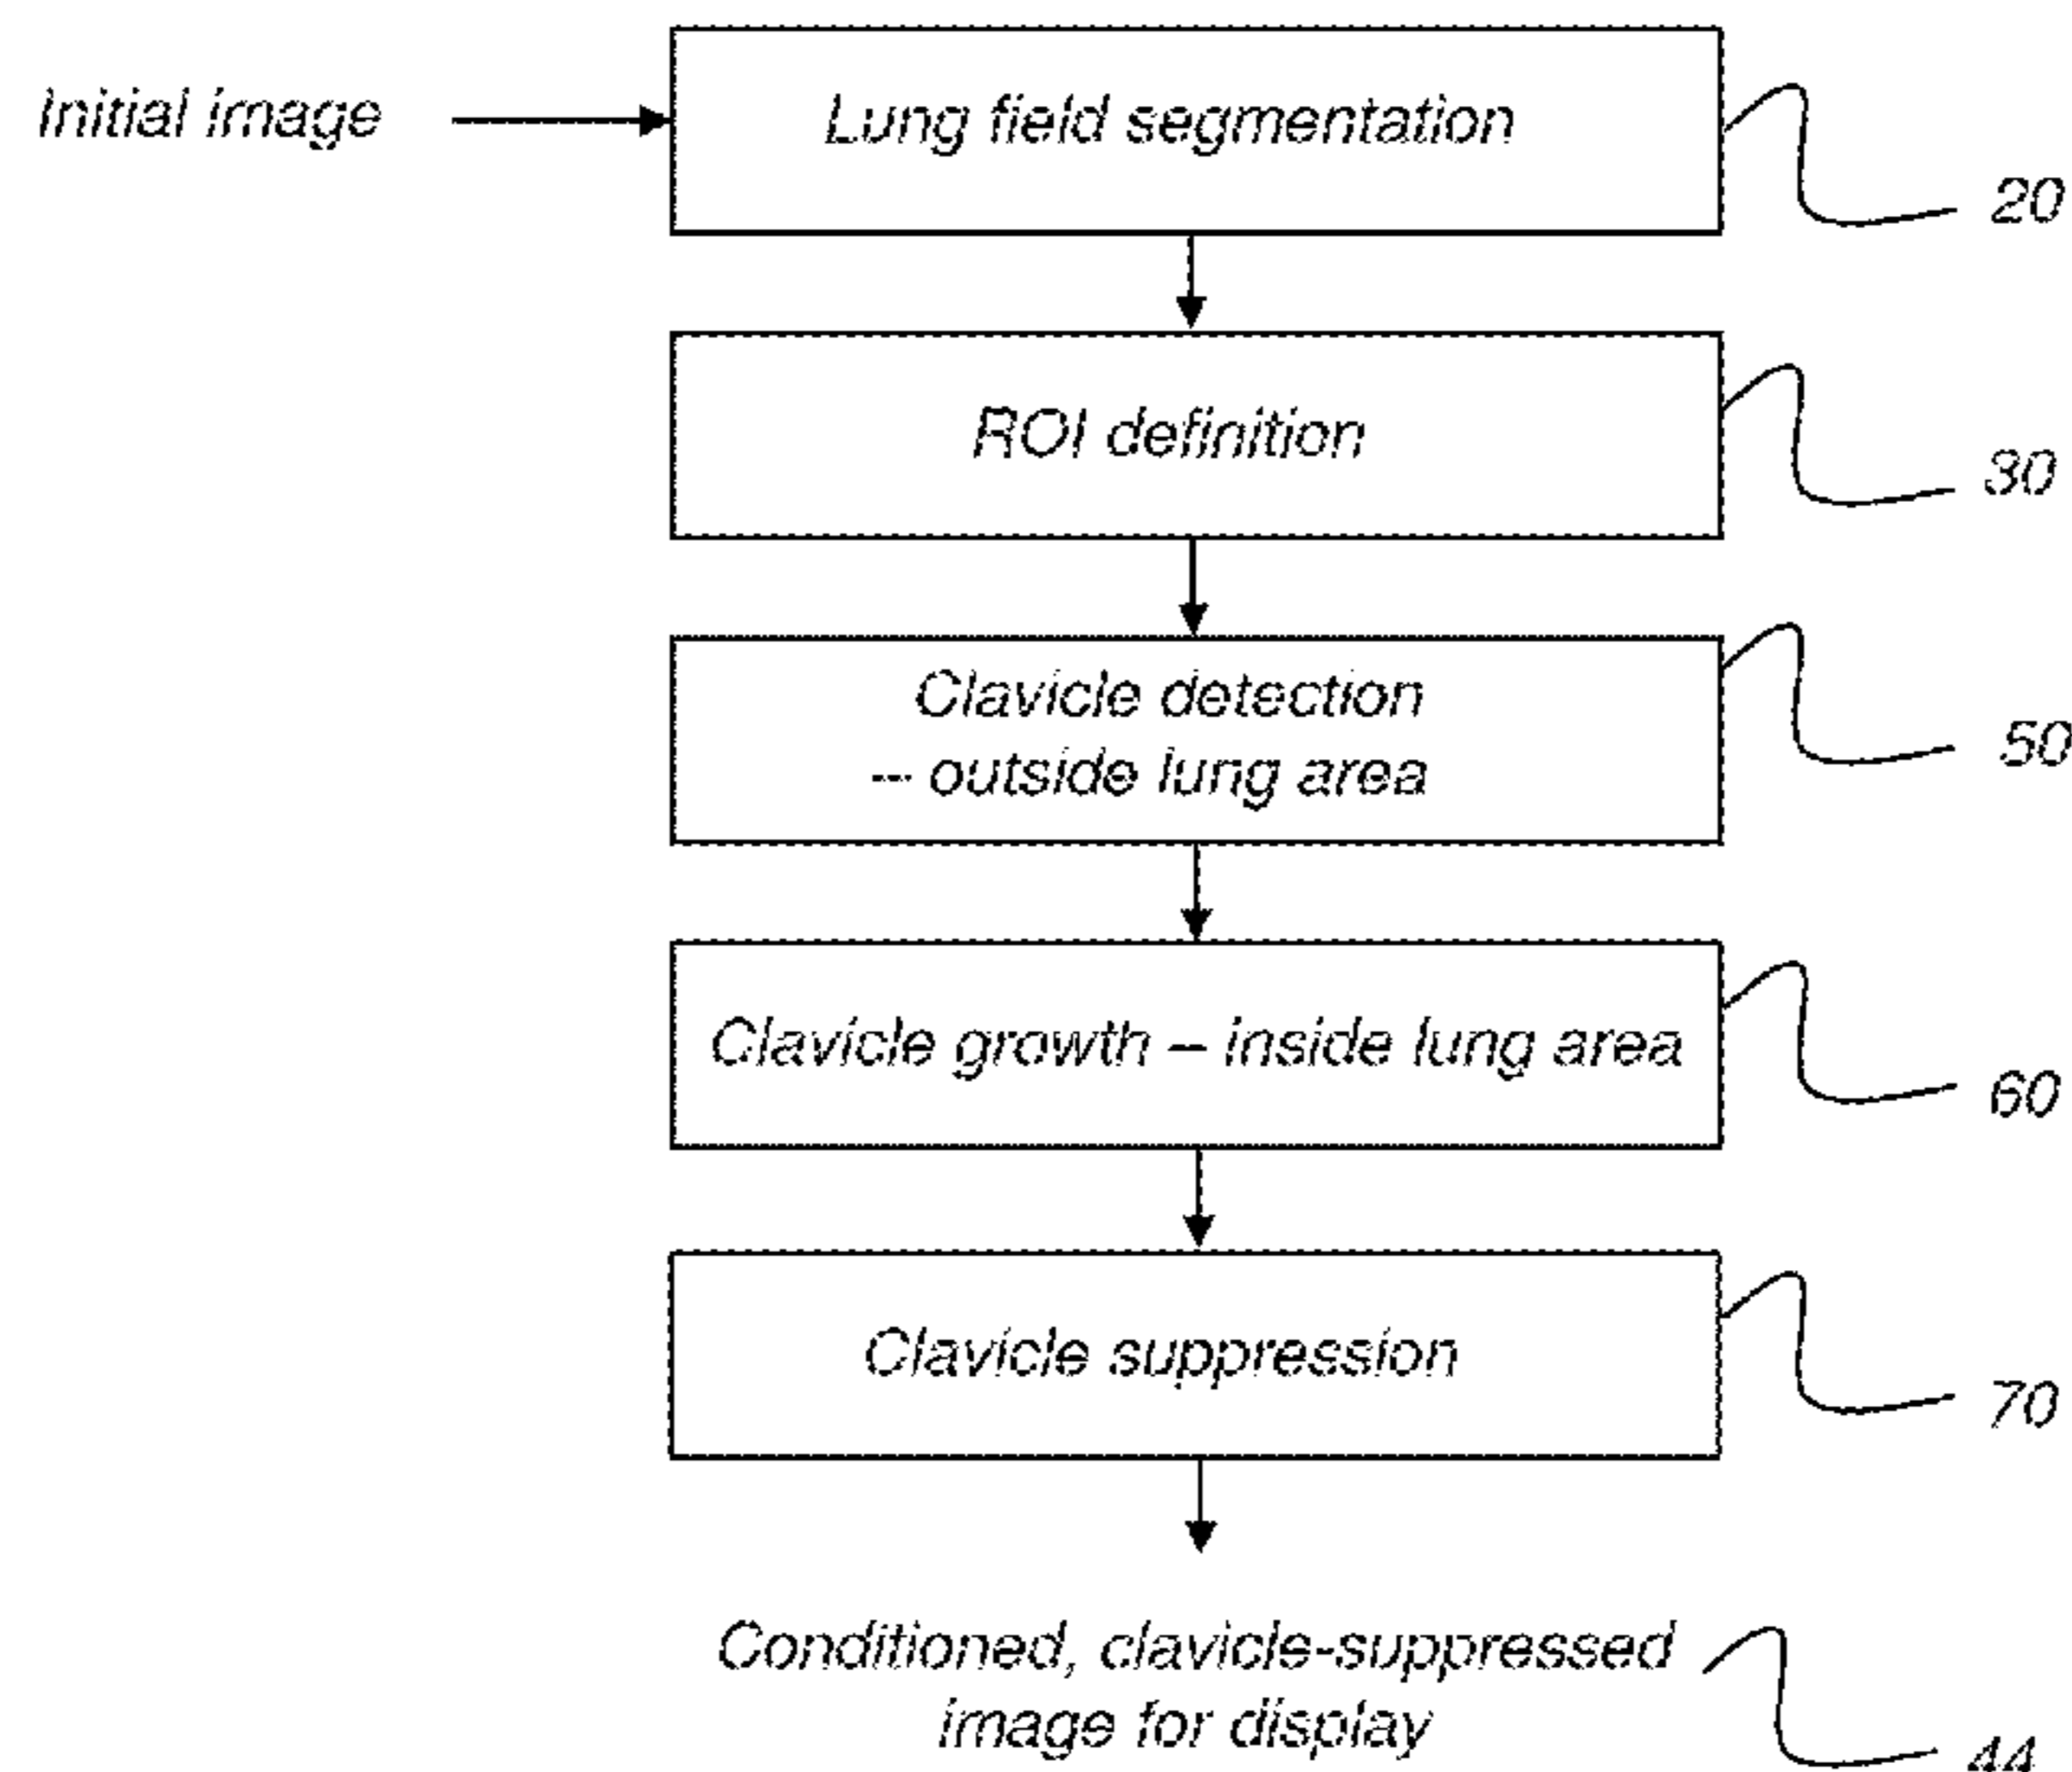 Initial image
Lung field segmentation
20
ROI definition
30
Clavicle detection
-- outside lung area
50
Clavicle growth – inside lung area
60
Clavicle suppression
70
Conditioned, clavicle-suppressed
image for display
44